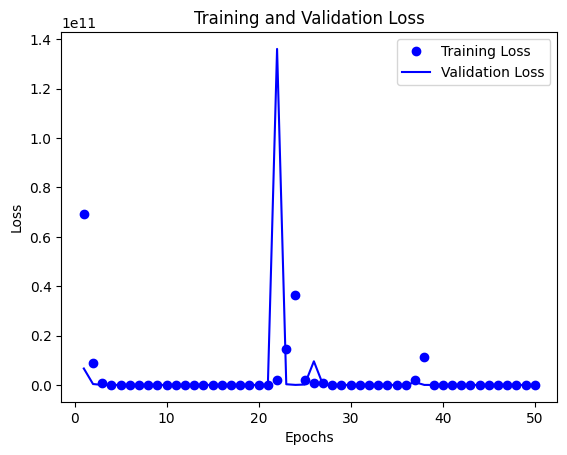 Training and Validation Loss
1e11
1.4
1.2
1.0
0.8
0.6
0.4
0.2
0.0
Loss
Training Loss
Validation Loss
0 10 20 30 40 50
Epochs